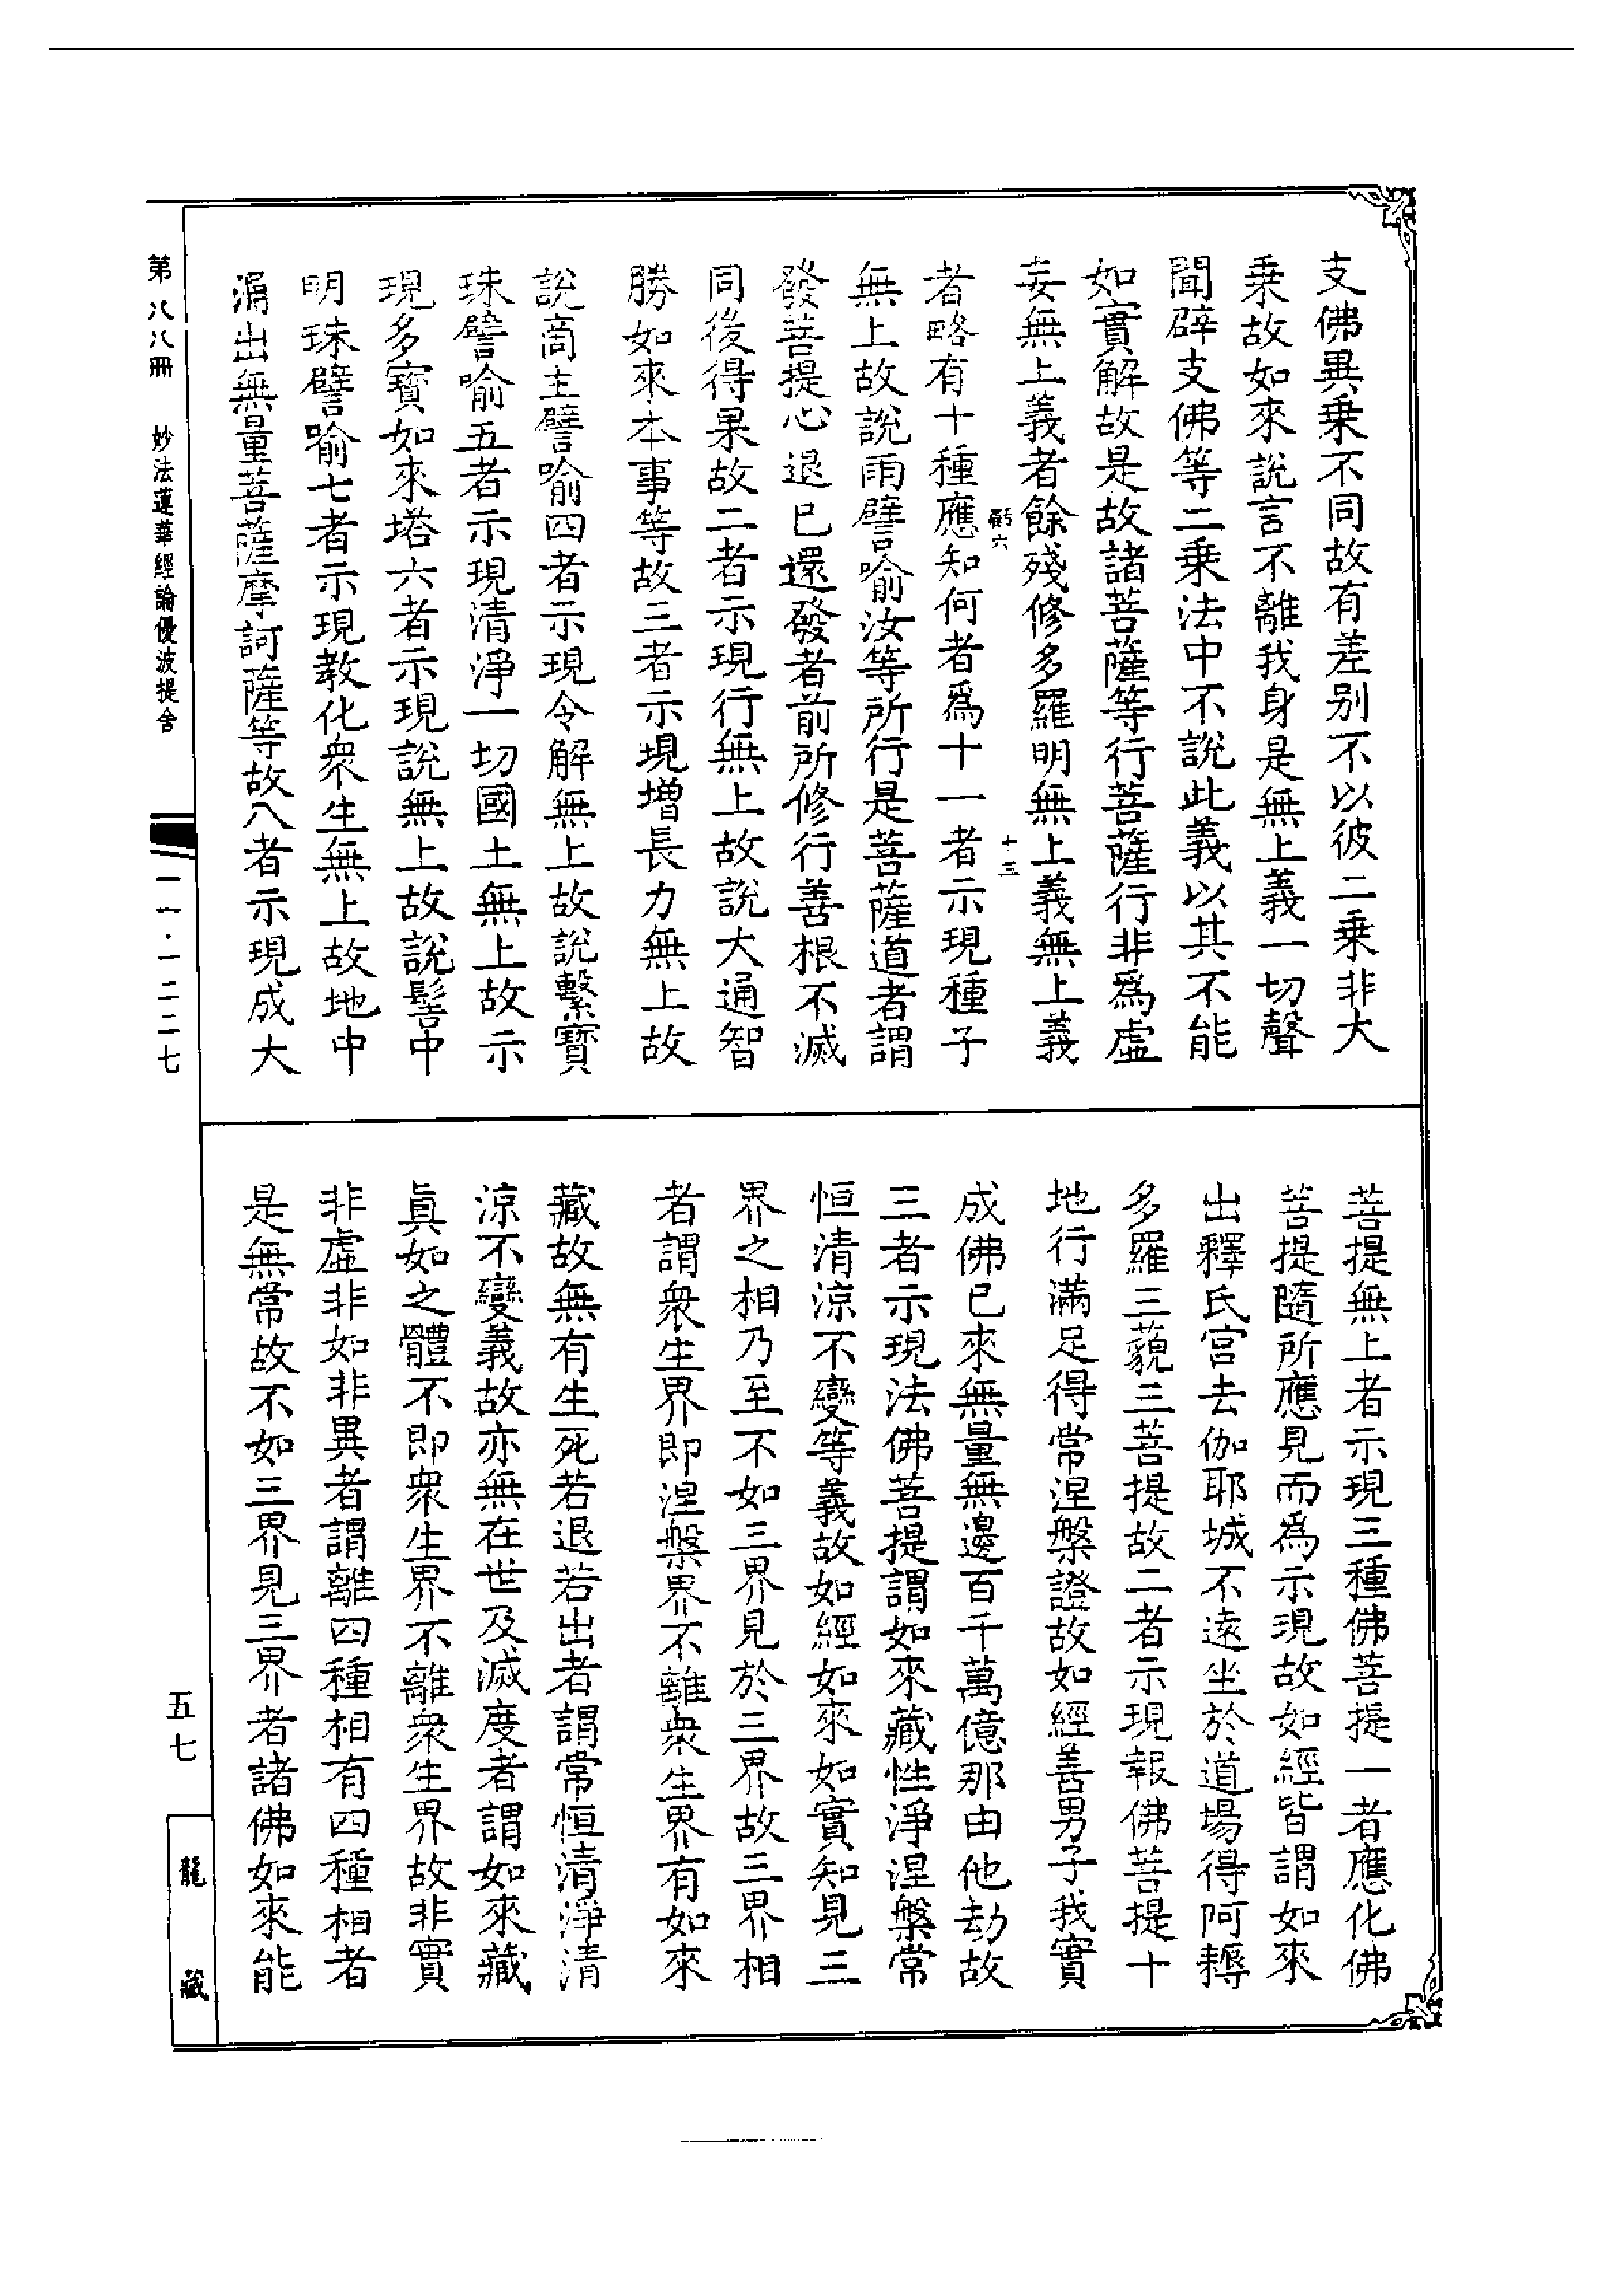 支佛異乗不同故有差别不以彼二乗非大
乗故如來說言不離我身是無上義一切聲
聞辟支佛等二乗法中不說此義以其不能
如實解故是故諸菩薩等行菩薩行非爲虛
妄無上義者餘殘修多羅明無上義無上義
十三
者略有十種應知何者爲十一者示現種子
無上故說雨譬喻汝等所行是菩薩道者謂
發菩提心退已還發者前所修行善根不滅
同後得果故二者示現行無上故說大通智
勝如來本事等故三者示現增長力無上故
說商主譬喻四者示現令解無上故說繫寶
珠譬喻五者示現清淨一切國土無上故示
現多寶如來塔六者示現說無上故說髻中
明珠譬喻七者示現教化衆生無上故地中
涌出無量菩薩摩訶薩等故八者示現成大
菩提無上者示現三種佛菩提一者應化佛
菩提隨所應見而爲示現故如經皆謂如來
出釋氏宮去伽耶城不遠坐於道場得阿耨
多羅三藐三菩提故二者示現報佛菩提十
地行滿足得常涅槃證故如經善男子我實
成佛已來無量無邊百千萬億那由他劫故
三者示現法佛菩提謂如來藏性淨涅槃常
恒清涼不變等義故如經如來如實知見三
界之相乃至不如三界見於三界故三界相
者謂衆生界即涅槃界不離衆生界有如來
藏故無有生死若退若出者謂常恒清淨清
涼不變義故亦無在世及滅度者謂如來藏
眞如之體不即衆生界不離衆生界故非實
非虛非如非異者謂離四種相有四種相者
是無常故不如三界見三界者諸佛如來能
第八八冊 妙法蓮華經論優波提舍
一一·一二二七
五七
龍藏